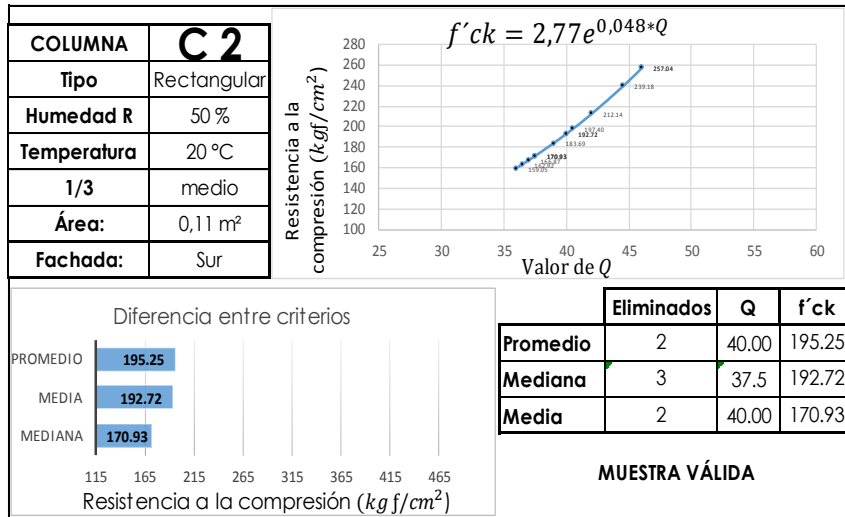 COLUMNA C 2
Tipo Rectangular
Humedad R 50 %
Temperatura 20 °C
1/3 medio
Área: 0,11 m²
Fachada: Sur
f´ck = 2,77e^{0,048*Q}
Resistencia a la
compresión (kgf/cm²)
280
260
240
220
200
180
160
140
120
100
257.04
239.18
212.14
197.40
192.72
183.69
170.93
162.92
159.05
25 30 35 40 45 50 55 60
Valor de Q
Diferencia entre criterios
PROMEDIO 195.25
MEDIA 192.72
MEDIANA 170.93
115 165 215 265 315 365 415 465
Resistencia a la compresión (kg f/cm²)
Eliminados Q f´ck
Promedio 2 40.00 195.25
Mediana 3 37.5 192.72
Media 2 40.00 170.93
MUESTRA VÁLIDA